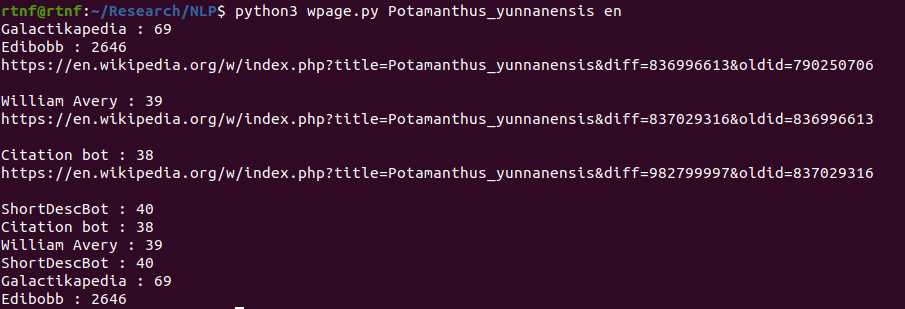 rtnf@rtnf:~/Research/NLP$ python3 wpage.py Potamanthus_yunnanensis en
Galactikapedia : 69
Edibobb : 2646
https://en.wikipedia.org/w/index.php?title=Potamanthus_yunnanensis&diff=836996613&oldid=790250706
William Avery : 39
https://en.wikipedia.org/w/index.php?title=Potamanthus_yunnanensis&diff=837029316&oldid=836996613
Citation bot : 38
https://en.wikipedia.org/w/index.php?title=Potamanthus_yunnanensis&diff=982799997&oldid=837029316
ShortDescBot : 40
Citation bot : 38
William Avery : 39
ShortDescBot : 40
Galactikapedia : 69
Edibobb : 2646